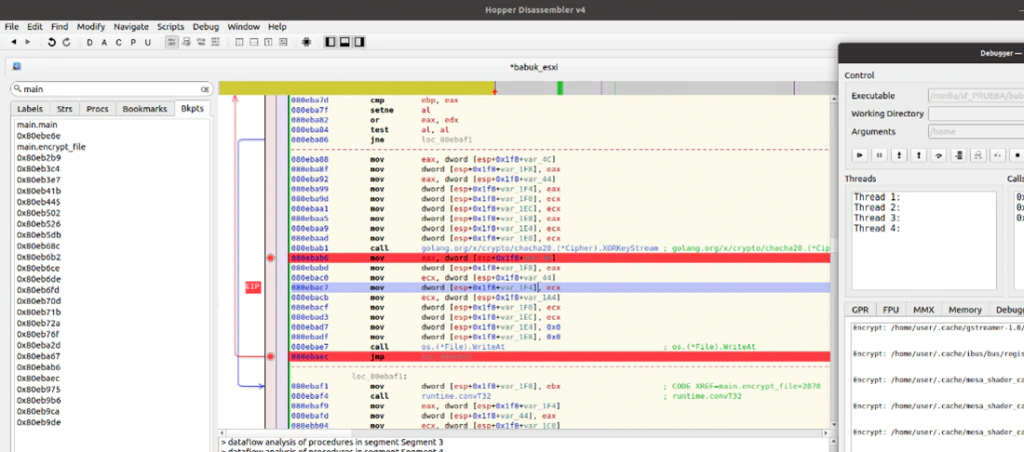 Hopper Disassembler v4
File Edit Find Modify Navigate Scripts Debug Window Help
D A C P U
*babuk_esxi
main
Labels Strs Procs Bookmarks Bkpts
main.main
0x80ebe6e
main.encrypt_file
0x80eb2b9
0x80eb3c4
0x80eb3e7
0x80eb41b
0x80eb445
0x80eb502
0x80eb526
0x80eb5db
0x80eb68c
0x80eb6b2
0x80eb6ce
0x80eb6de
0x80eb6fd
0x80eb70d
0x80eb71b
0x80eb72a
0x80eb76f
0x80eba2d
0x80eba67
0x80ebab6
0x80ebaec
0x80eb975
0x80eb9b6
0x80eb9ca
0x80eb9de
EIP
080eba7d cmp ebp, eax
080eba7f setne al
080eba82 or eax, edx
080eba84 test al, al
080eba86 jne loc_80ebaf1
080eba88 mov eax, dword [esp+0x1f8+var_4C]
080eba8f mov dword [esp+0x1f8+var_1F8], eax
080eba92 mov eax, dword [esp+0x1f8+var_44]
080eba99 mov dword [esp+0x1f8+var_1F4], eax
080eba9d mov dword [esp+0x1f8+var_1F0], ecx
080ebaa1 mov dword [esp+0x1f8+var_1EC], ecx
080ebaa5 mov dword [esp+0x1f8+var_1E8], eax
080ebaa9 mov dword [esp+0x1f8+var_1E4], ecx
080ebaad mov dword [esp+0x1f8+var_1E0], ecx
080ebab1 call golang.org/x/crypto/chacha20.(*Cipher).XORKeyStream ; golang.org/x/crypto/chacha20.(*Cip
080ebab6 mov eax, dword
080ebabd mov dword [esp+0x1f8+var_1F8], eax
080ebac0 mov ecx, dword [esp+0x1f8+var_44]
080ebac7 mov dword [esp+0x1f8+var_1F4], ecx
080ebacb mov ecx, dword [esp+0x1f8+var_1A4]
080ebacf mov dword [esp+0x1f8+var_1F0], ecx
080ebad3 mov dword [esp+0x1f8+var_1EC], ecx
080ebad7 mov dword [esp+0x1f8+var_1E4], 0x0
080ebadf mov dword [esp+0x1f8+var_1E8], 0x0
080ebae7 call os.(*File).WriteAt ; os.(*File).WriteAt
080ebaec jmp
loc_80ebaf1:
080ebaf1 mov dword [esp+0x1f8+var_1F8], ebx ; CODE XREF=main.encrypt_file+2070
080ebaf4 call runtime.convT32 ; runtime.convT32
080ebaf9 mov eax, dword [esp+0x1f8+var_1F4]
080ebafd mov dword [esp+0x1f8+var_44], eax
080ebb04 mov ecx, dword [esp+0x1f8+var_1C0]
> dataflow analysis of procedures in segment Segment 3
> dataflow analysis of procedures in segment Segment 4
Debugger —
Control
Executable /media/sf_PRUEBA/bab
Working Directory
Arguments /home
Threads Calls
Thread 1:
Thread 2:
Thread 3:
Thread 4:
GPR FPU MMX Memory Debug
Encrypt: /home/user/.cache/gstreamer-1.0/
Encrypt: /home/user/.cache/ibus/bus/regis
Encrypt: /home/user/.cache/mesa_shader_ca
Encrypt: /home/user/.cache/mesa_shader_ca
Encrypt: /home/user/.cache/mesa_shader_ca